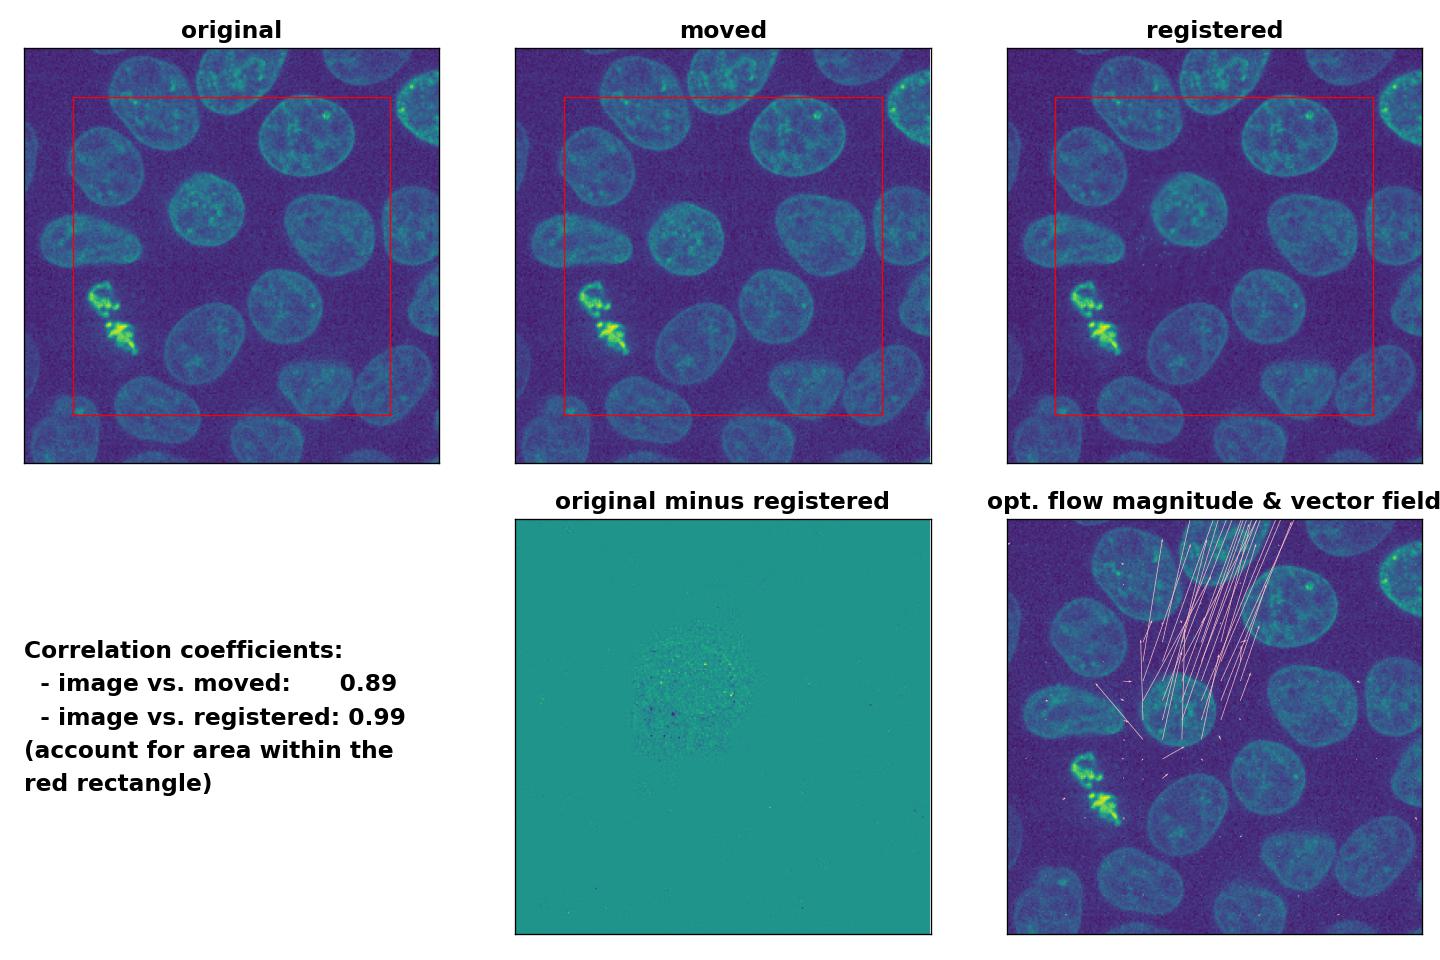 original
moved
registered
original minus registered
opt. flow magnitude & vector field
Correlation coefficients:
- image vs. moved: 0.89
- image vs. registered: 0.99
(account for area within the
red rectangle)